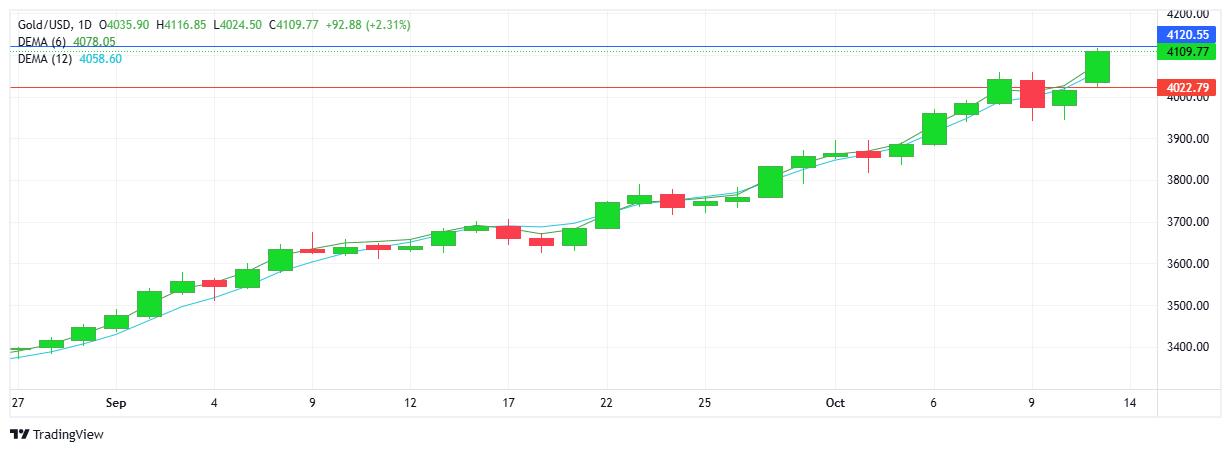 4200.00
Gold/USD, 1D O4035.90 H4116.85 L4024.50 C4109.77 +92.88 (+2.31%)
4120.55
DEMA (6) 4078.05
4109.77
DEMA (12) 4058.60
4022.79
4000.00
3900.00
3800.00
3700.00
3600.00
3500.00
3400.00
27 Sep 4 9 12 17 22 25 Oct 6 9 14
TradingView